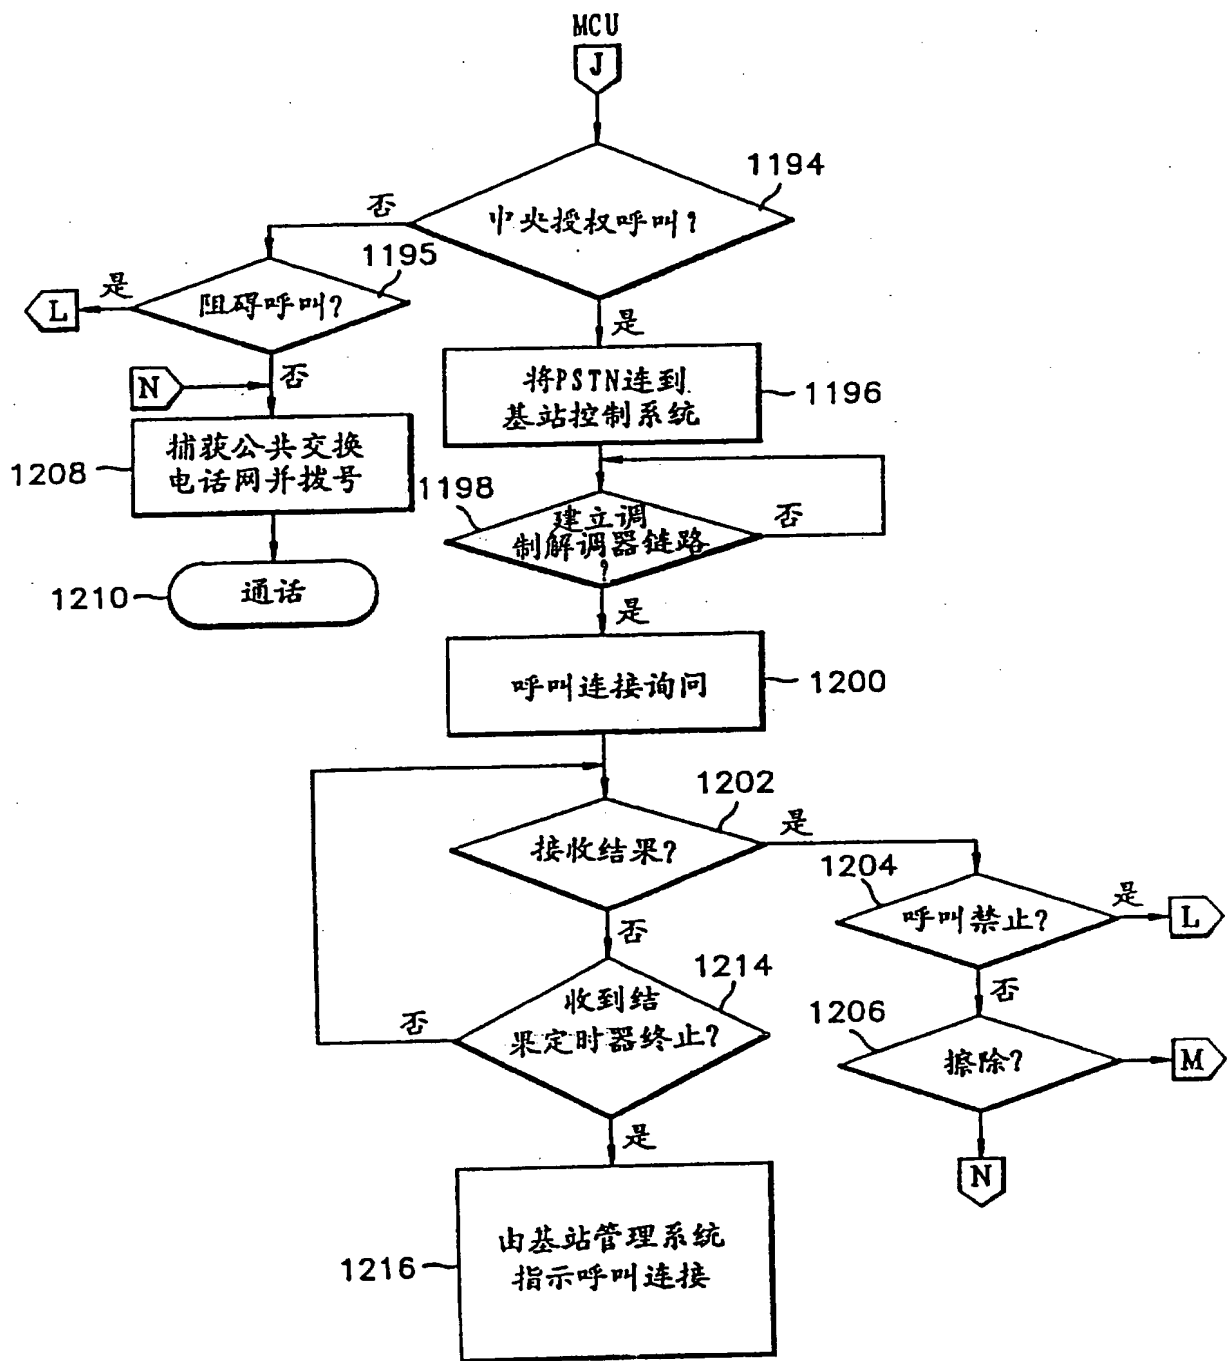 MCU
J
1194
中央授权呼叫?
否
是
1195
阻碍呼叫?
是
L
否
N
将PSTN连到
基站控制系统
1196
捕获公共交换
电话网并拨号
1208
1198
建立调
制解调器链路
?
否
是
通话
1210
呼叫连接询问
1200
1202
接收结果?
是
否
1204
呼叫禁止?
是
L
否
1214
收到结
果定时器终止?
否
是
1206
擦除?
M
N
由基站管理系统
指示呼叫连接
1216